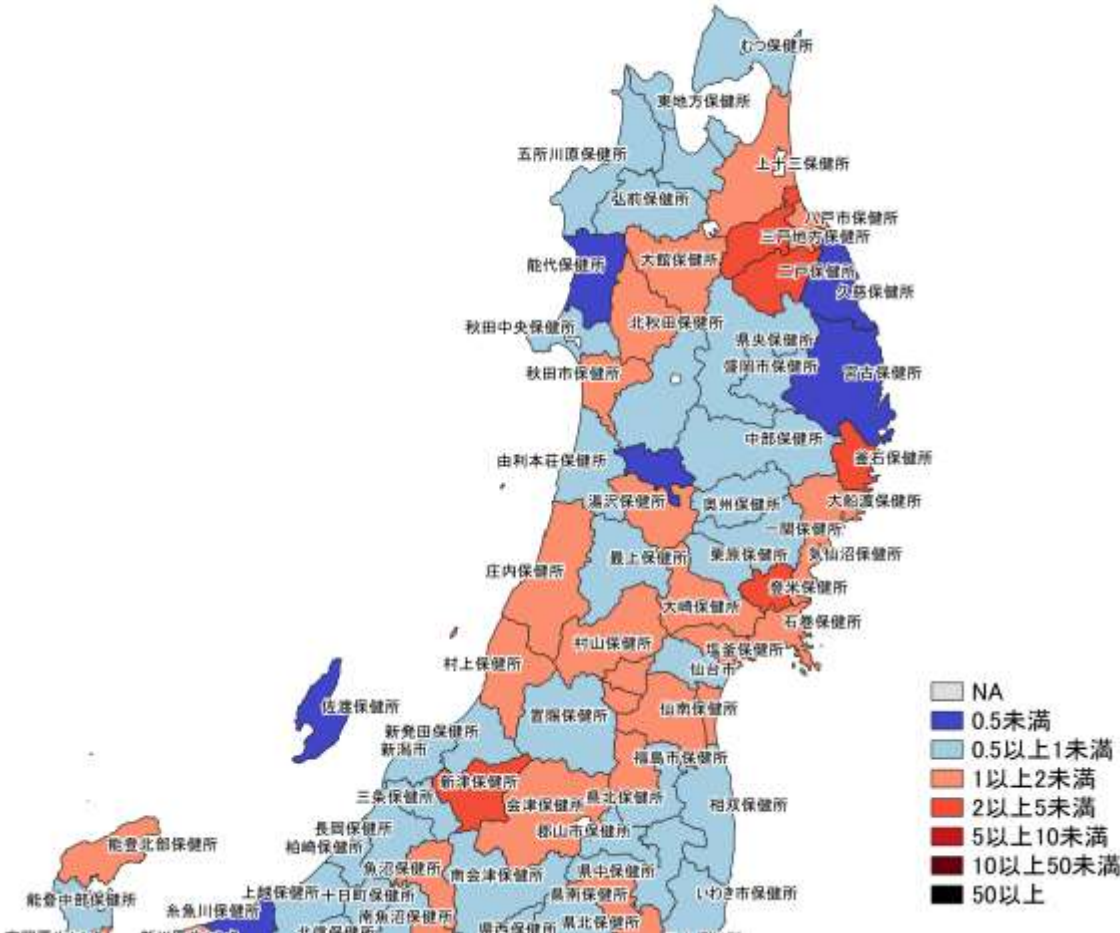 むつ保健所
東地方保健所
五所川原保健所
上十三保健所
弘前保健所
八戸市保健所
三戸地方保健所
大館保健所
能代保健所
二戸保健所
久慈保健所
北秋田保健所
秋田中央保健所
県央保健所
盛岡市保健所
秋田市保健所
宮古保健所
中部保健所
由利本荘保健所
釜石保健所
湯沢保健所
奥州保健所
大船渡保健所
一関保健所
最上保健所
栗原保健所
気仙沼保健所
庄内保健所
登米保健所
大崎保健所
石巻保健所
村山保健所
塩釜保健所
村上保健所
仙台市
佐渡保健所
置賜保健所
仙南保健所
新発田保健所
新潟市
福島市保健所
新津保健所
三条保健所
会津保健所
県北保健所
相双保健所
長岡保健所
郡山市保健所
能登北部保健所
柏崎保健所
魚沼保健所
南会津保健所
県中保健所
能登中部保健所
上越保健所
十日町保健所
県南保健所
いわき市保健所
糸魚川保健所
南魚沼保健所
県西保健所
県北保健所
NA
0.5未満
0.5以上1未満
1以上2未満
2以上5未満
5以上10未満
10以上50未満
50以上